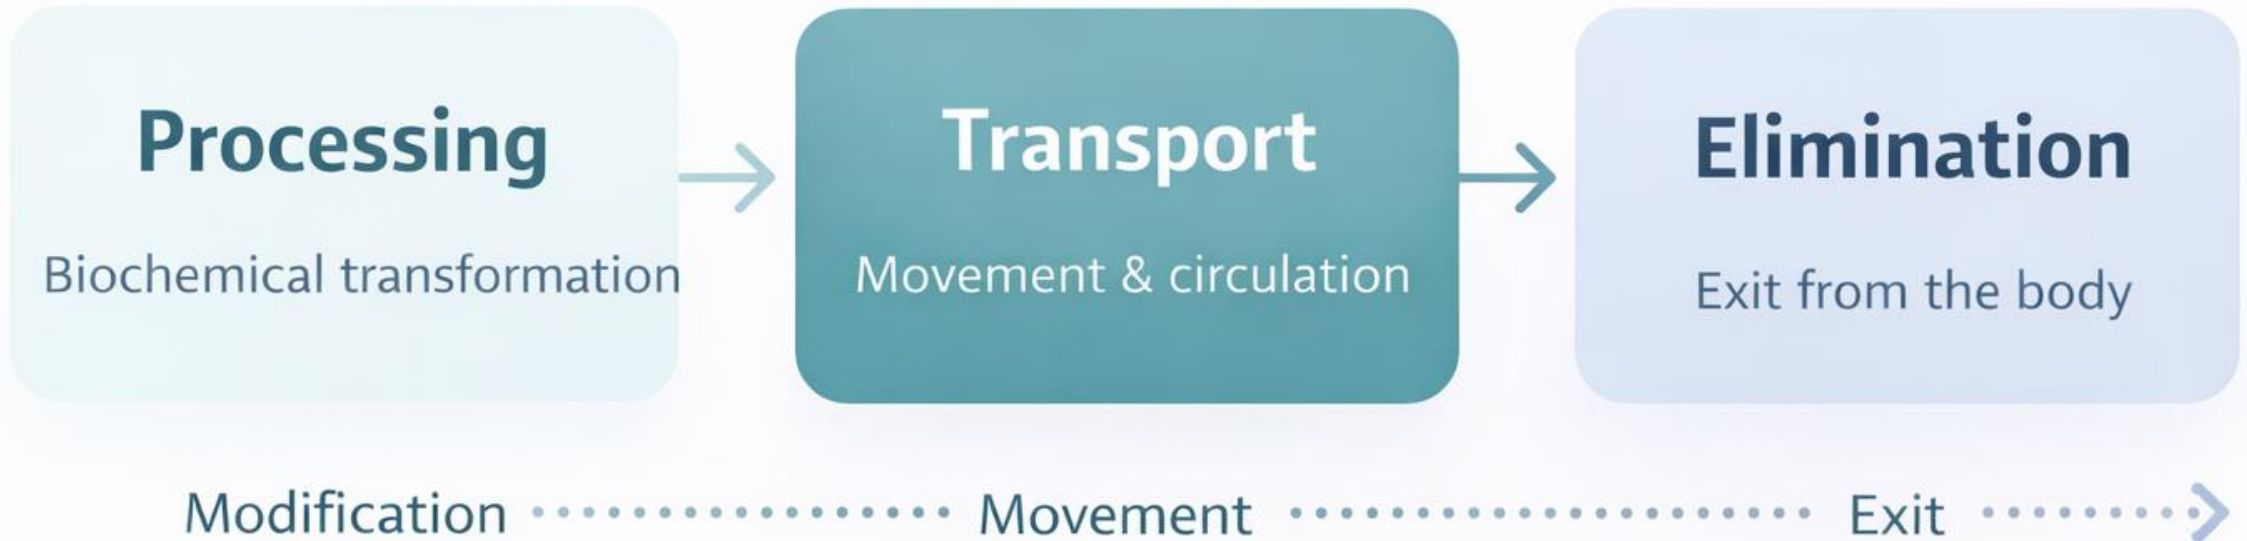 Processing
Biochemical transformation
Transport
Movement & circulation
Elimination
Exit from the body
Modification Movement Exit